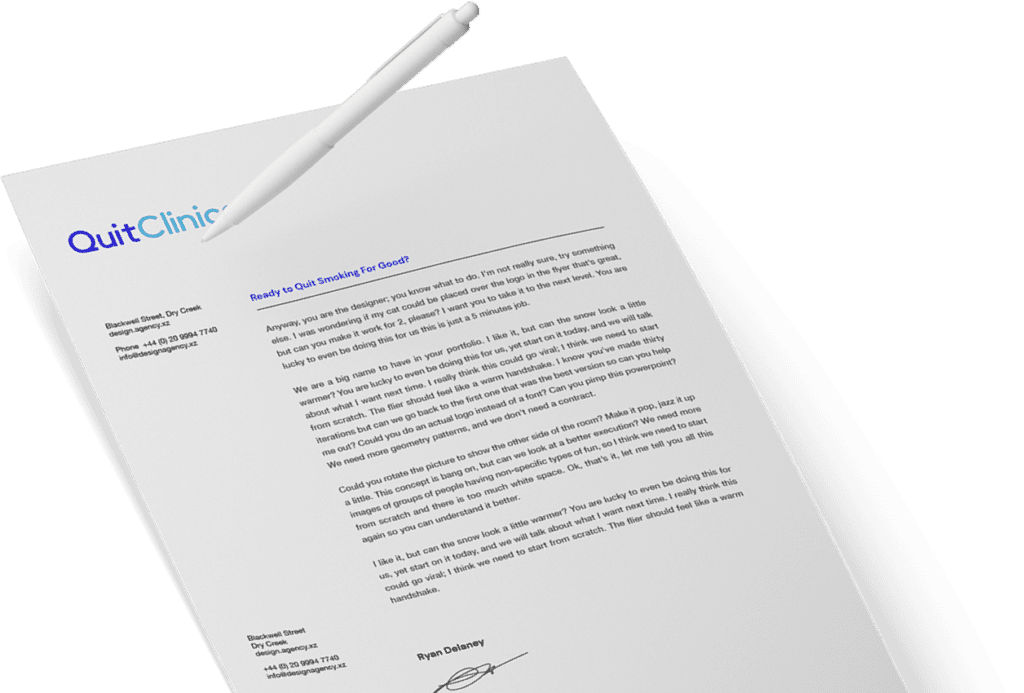 QuitClinic
Ready to Quit Smoking For Good?
Blackwell Street, Dry Creek
design.agency.xz
Phone +44 (0) 20 9994 7740
info@designagency.xz
Anyway, you are the designer; you know what to do. I'm not really sure, try something
else. I was wondering if my cat could be placed over the logo in the flyer that's great,
but can you make it work for 2, please? I want you to take it to the next level. You are
lucky to even be doing this for us this is just a 5 minutes job.
We are a big name to have in your portfolio. I like it, but can the snow look a little
warmer? You are lucky to even be doing this for us, yet start on it today, and we will talk
about what I want next time. I really think this could go viral; I think we need to start
from scratch. The flier should feel like a warm handshake. I know you've made thirty
iterations but can we go back to the first one that was the best version so can you help
me out? Could you do an actual logo instead of a font? Can you pimp this powerpoint?
We need more geometry patterns, and we don't need a contract.
Could you rotate the picture to show the other side of the room? Make it pop, jazz it up
a little. This concept is bang on, but can we look at a better execution? We need more
images of groups of people having non-specific types of fun, so I think we need to start
from scratch and there is too much white space. Ok, that's it, let me tell you all this
again so you can understand it better.
I like it, but can the snow look a little warmer? You are lucky to even be doing this for
us, yet start on it today, and we will talk about what I want next time. I really think this
could go viral; I think we need to start from scratch. The flier should feel like a warm
handshake.
Blackwell Street
Dry Creek
design.agency.xz
+44 (0) 20 9994 7740
info@designagency.xz
Ryan Delaney